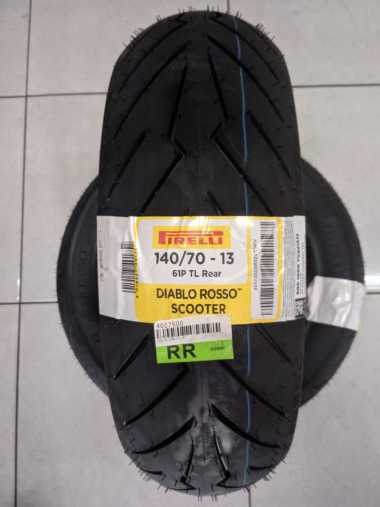 PIRELLI
140/70 - 13
61P TL Rear
DIABLO ROSSO™
SCOOTER
RR